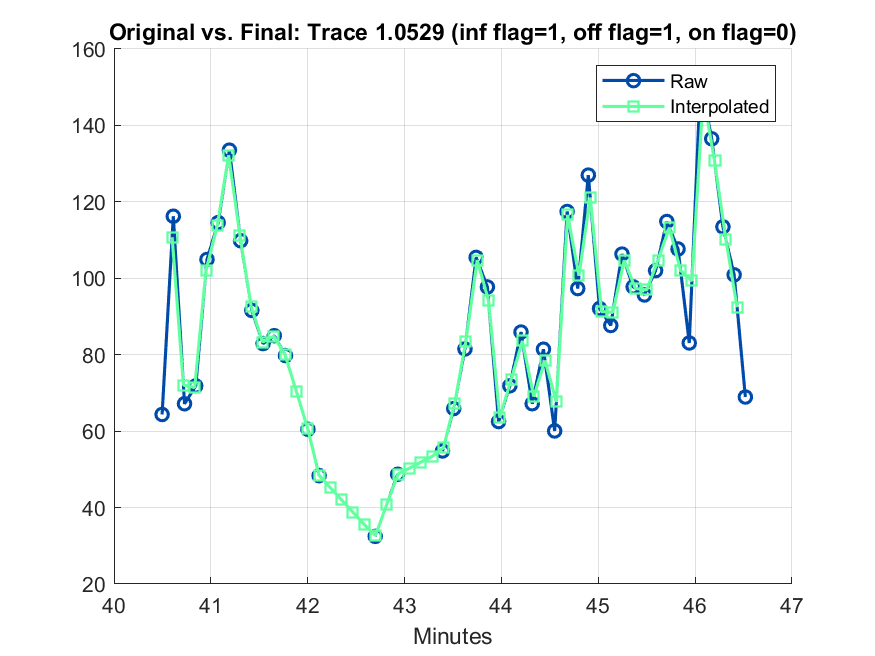 Original vs. Final: Trace 1.0529 (inf flag=1, off flag=1, on flag=0)
160
140
120
100
80
60
40
20
Raw
Interpolated
40 41 42 43 44 45 46 47
Minutes